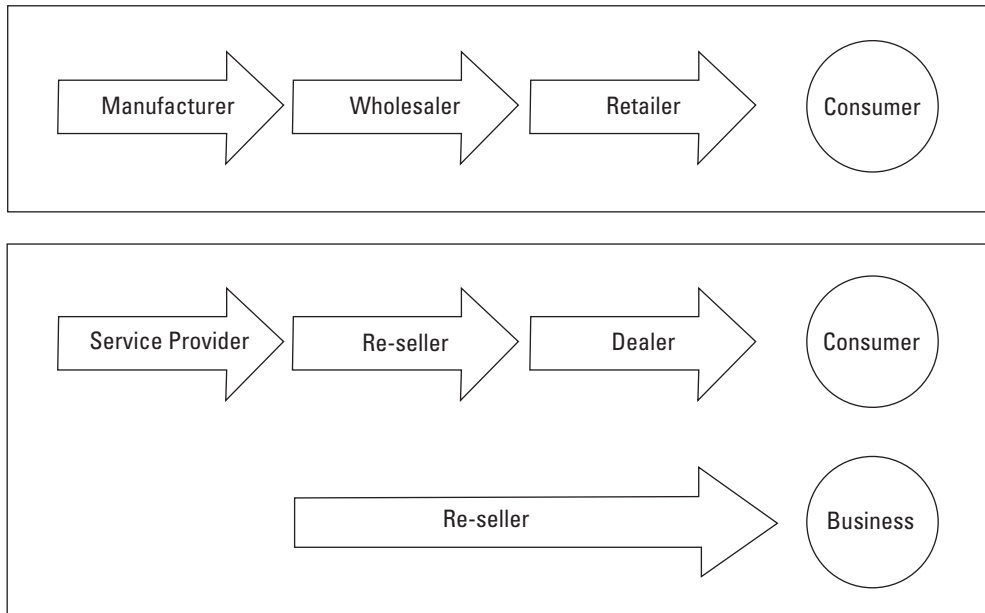 Manufacturer
Wholesaler
Retailer
Consumer
Service Provider
Re-seller
Dealer
Consumer
Re-seller
Business